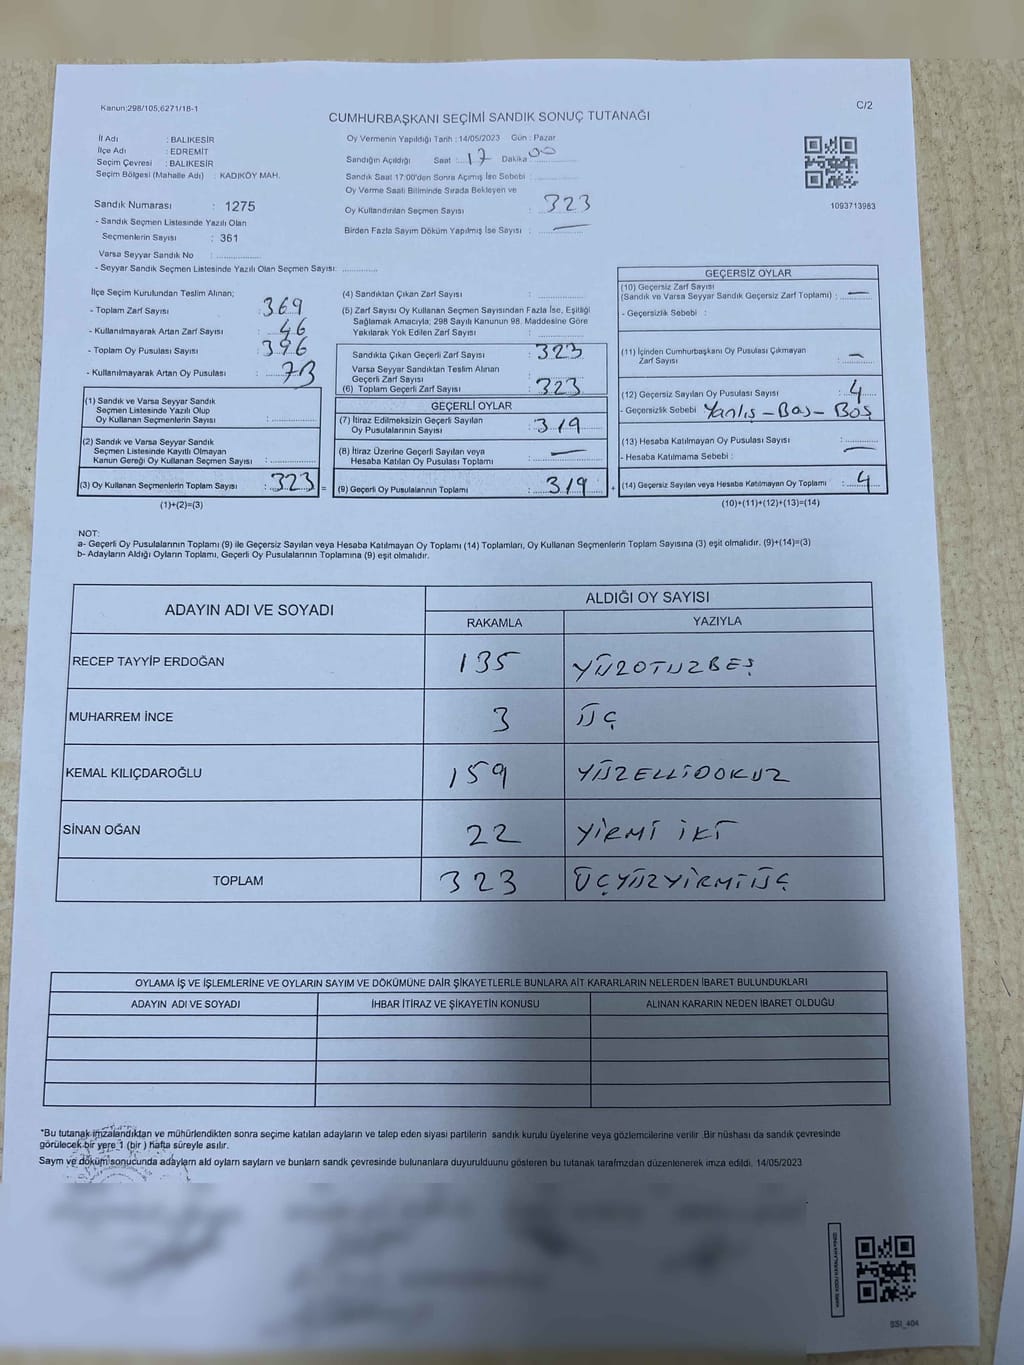 Kanun;298/105,6271/18-1
C/2
CUMHURBAŞKANI SEÇİMİ SANDIK SONUÇ TUTANAĞI
İl Adı : BALIKESİR
İlçe Adı : EDREMİT
Seçim Çevresi : BALIKESİR
Seçim Bölgesi (Mahalle Adı) : KADIKÖY MAH.
Sandık Numarası : 1275
- Sandık Seçmen Listesinde Yazılı Olan
Seçmenlerin Sayısı : 361
Varsa Seyyar Sandık No : ................
- Seyyar Sandık Seçmen Listesinde Yazılı Olan Seçmen Sayısı: ............
Oy Vermenin Yapıldığı Tarih : 14/05/2023 Gün : Pazar
Sandığın Açıldığı Saat : 17 Dakika 00
Sandık Saat 17:00'den Sonra Açımış İse Sebebi : ............
Oy Verme Saati Bitiminde Sırada Bekleyen ve
Oy Kullandırılan Seçmen Sayısı : 323
Birden Fazla Sayım Döküm Yapılmış İse Sayısı : —
1093713983
İlçe Seçim Kurulundan Teslim Alınan;
- Toplam Zarf Sayısı : 369
- Kullanılmayarak Artan Zarf Sayısı : 46
- Toplam Oy Pusulası Sayısı : 396
- Kullanılmayarak Artan Oy Pusulası : 73
(1) Sandık ve Varsa Seyyar Sandık
Seçmen Listesinde Yazılı Olup
Oy Kullanan Seçmenlerin Sayısı : ............
(2) Sandık ve Varsa Seyyar Sandık
Seçmen Listesinde Kayıtlı Olmayan
Kanun Gereği Oy Kullanan Seçmen Sayısı : ............
(3) Oy Kullanan Seçmenlerin Toplam Sayısı : 323 =
(1)+(2)=(3)
(4) Sandıktan Çıkan Zarf Sayısı : ............
(5) Zarf Sayısı Oy Kullanan Seçmen Sayısından Fazla İse, Eşitliği
Sağlamak Amacıyla; 298 Sayılı Kanunun 98. Maddesine Göre
Yakılarak Yok Edilen Zarf Sayısı : ............
Sandıkta Çıkan Geçerli Zarf Sayısı : 323
Varsa Seyyar Sandıktan Teslim Alınan
Geçerli Zarf Sayısı : ............
(6) Toplam Geçerli Zarf Sayısı : 323
GEÇERLİ OYLAR
(7) İtiraz Edilmeksizin Geçerli Sayılan
Oy Pusulalarının Sayısı : 319
(8) İtiraz Üzerine Geçerli Sayılan veya
Hesaba Katılan Oy Pusulası Toplamı : —
(9) Geçerli Oy Pusulalarının Toplamı : 319 +
GEÇERSİZ OYLAR
(10) Geçersiz Zarf Sayısı
(Sandık ve Varsa Seyyar Sandık Geçersiz Zarf Toplamı) : —
- Geçersizlik Sebebi :
(11) İçinden Cumhurbaşkanı Oy Pusulası Çıkmayan
Zarf Sayısı : —
(12) Geçersiz Sayılan Oy Pusulası Sayısı : 4
- Geçersizlik Sebebi Yanlış - Bas - Boş
(13) Hesaba Katılmayan Oy Pusulası Sayısı : —
- Hesaba Katılmama Sebebi :
(14) Geçersiz Sayılan veya Hesaba Katılmayan Oy Toplamı : 4
(10)+(11)+(12)+(13)=(14)
NOT:
a- Geçerli Oy Pusulalarının Toplamı (9) ile Geçersiz Sayılan veya Hesaba Katılmayan Oy Toplamı (14) Toplamları, Oy Kullanan Seçmenlerin Toplam Sayısına (3) eşit olmalıdır. (9)+(14)=(3)
b- Adayların Aldığı Oyların Toplamı, Geçerli Oy Pusulalarının Toplamına (9) eşit olmalıdır.
ADAYIN ADI VE SOYADI
ALDIĞI OY SAYISI
RAKAMLA YAZIYLA
RECEP TAYYİP ERDOĞAN 135 YÜZOTUZBEŞ
MUHARREM İNCE 3 ÜÇ
KEMAL KILIÇDAROĞLU 159 YÜZELLİDOKUZ
SİNAN OĞAN 22 YİRMİ İKİ
TOPLAM 323 ÜÇYÜZYİRMİÜÇ
OYLAMA İŞ VE İŞLEMLERİNE VE OYLARIN SAYIM VE DÖKÜMÜNE DAİR ŞİKAYETLERLE BUNLARA AİT KARARLARIN NELERDEN İBARET BULUNDUKLARI
ADAYIN ADI VE SOYADI İHBAR İTİRAZ VE ŞİKAYETİN KONUSU ALINAN KARARIN NEDEN İBARET OLDUĞU
*Bu tutanak imzalandıktan ve mühürlendikten sonra seçime katılan adayların ve talep eden siyasi partilerin sandık kurulu üyelerine veya gözlemcilerine verilir .Bir nüshası da sandık çevresinde
görülecek bir yere 1 (bir ) hafta süreyle asılır.
Saym ve döküm sonucunda adayların ald oyların saylarn ve bunlarn sandk çevresinde bulunanlara duyurulduunu gösteren bu tutanak tarafmzdan düzenlenerek imza edildi. 14/05/2023
SSI_404